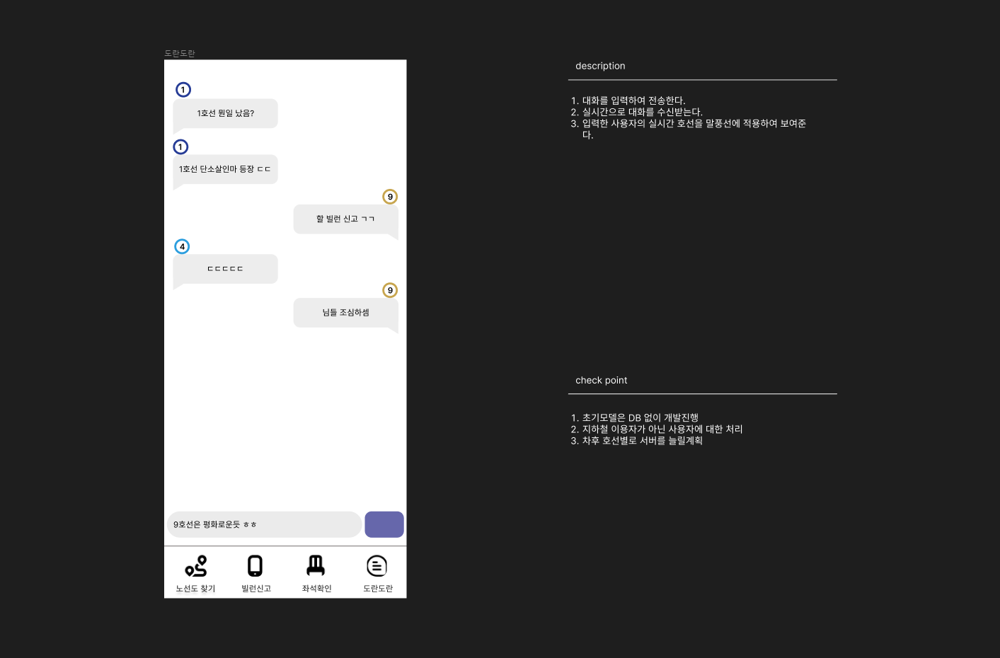 도란도란
1
1호선 뭔일 났음?
1
1호선 단소살인마 등장 ㄷㄷ
9
할 빌런 신고 ㄱㄱ
4
ㄷㄷㄷㄷㄷ
9
님들 조심하셈
9호선은 평화로운듯 ㅎㅎ
노선도 찾기
빌런신고
좌석확인
도란도란
description
1. 대화를 입력하여 전송한다.
2. 실시간으로 대화를 수신받는다.
3. 입력한 사용자의 실시간 호선을 말풍선에 적용하여 보여준
다.
check point
1. 초기모델은 DB 없이 개발진행
2. 지하철 이용자가 아닌 사용자에 대한 처리
3. 차후 호선별로 서버를 늘릴계획